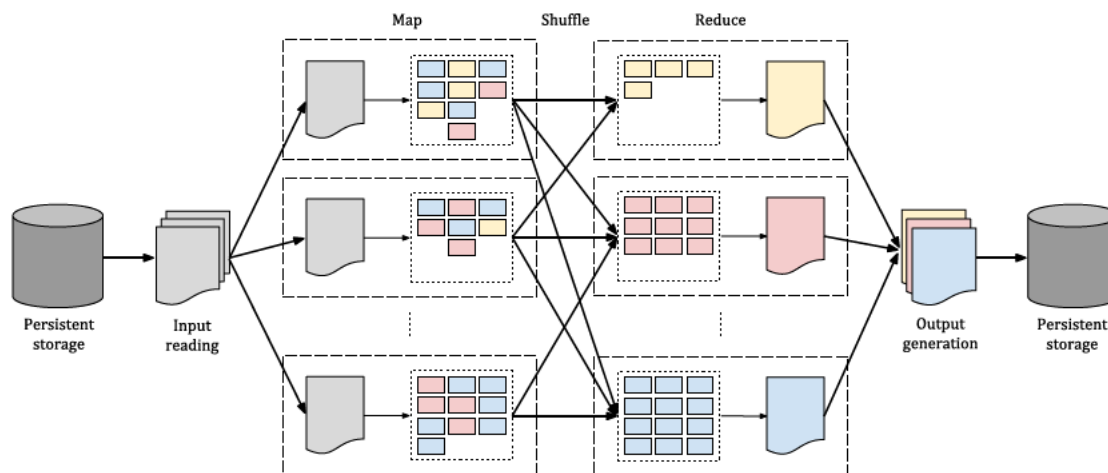 Map
Shuffle
Reduce
Persistent
storage
Input
reading
Output
generation
Persistent
storage